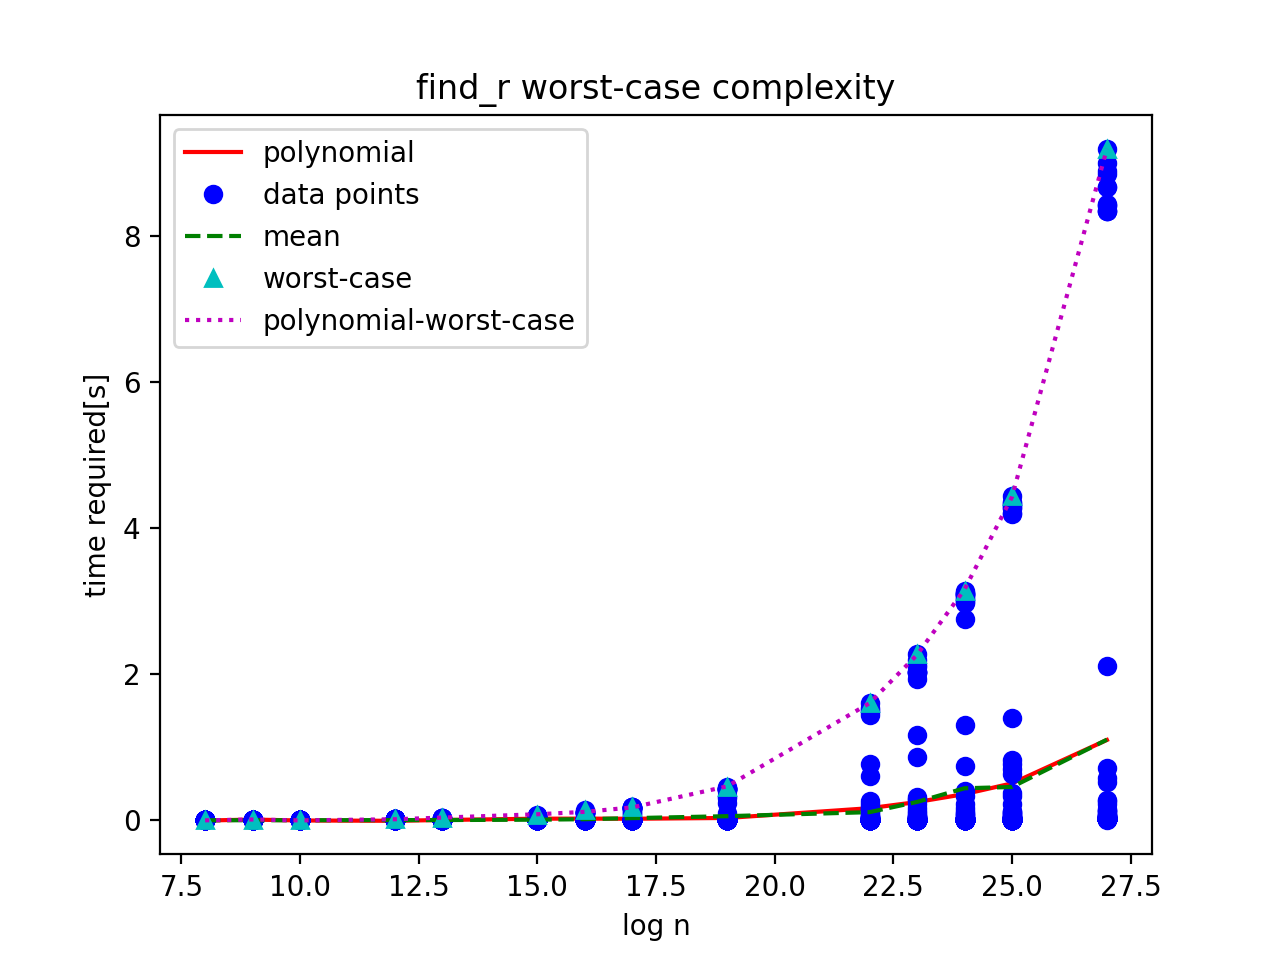 find_r worst-case complexity
polynomial
data points
mean
worst-case
polynomial-worst-case
time required[s]
8
6
4
2
0
7.5 10.0 12.5 15.0 17.5 20.0 22.5 25.0 27.5
log n